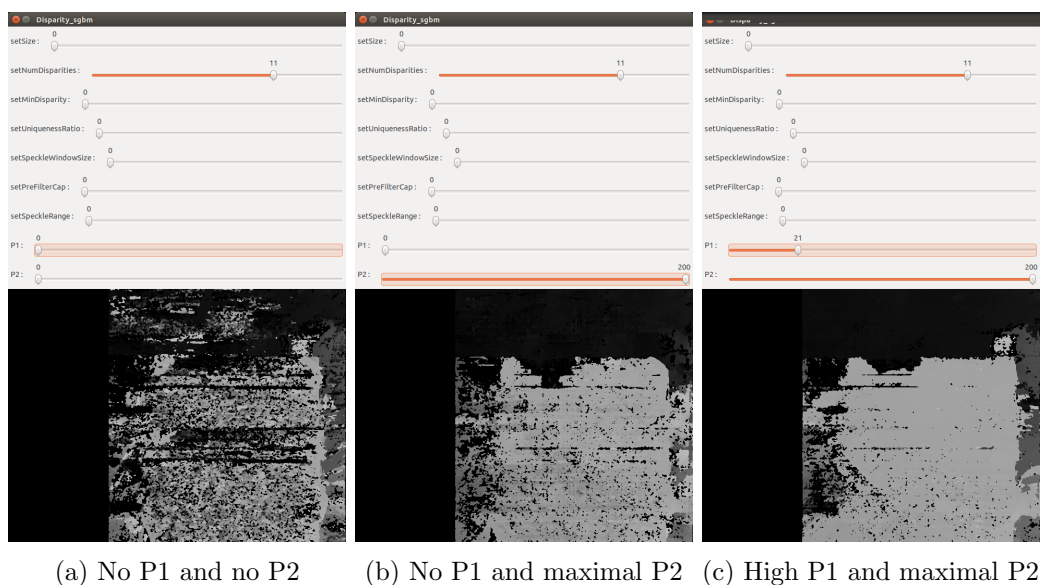 Disparity_sgbm
0
setSize:
11
setNumDisparities:
0
setMinDisparity:
0
setUniquenessRatio:
0
setSpeckleWindowSize:
0
setPreFilterCap:
0
setSpeckleRange:
0
P1:
0
P2:
(a) No P1 and no P2
Disparity_sgbm
0
setSize:
11
setNumDisparities:
0
setMinDisparity:
0
setUniquenessRatio:
0
setSpeckleWindowSize:
0
setPreFilterCap:
0
setSpeckleRange:
0
P1:
200
P2:
(b) No P1 and maximal P2
0
setSize:
11
setNumDisparities:
0
setMinDisparity:
0
setUniquenessRatio:
0
setSpeckleWindowSize:
0
setPreFilterCap:
0
setSpeckleRange:
21
P1:
200
P2:
(c) High P1 and maximal P2